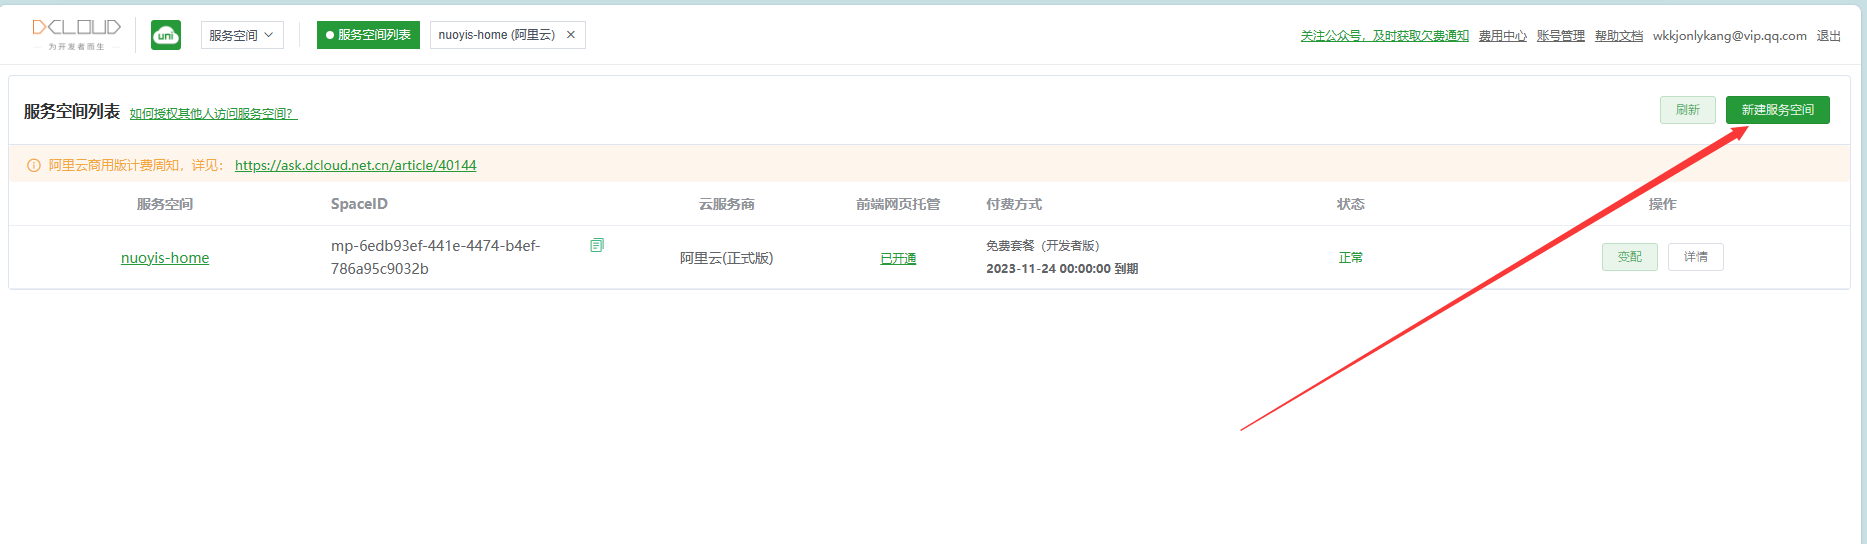 DCLOUD
为开发者而生
uni
服务空间
服务空间列表
nuoyis-home (阿里云) ×
关注公众号，及时获取欠费通知 费用中心 账号管理 帮助文档 wkkjonlykang@vip.qq.com 退出
服务空间列表 如何授权其他人访问服务空间？
刷新 新建服务空间
阿里云商用版计费周知，详见： https://ask.dcloud.net.cn/article/40144
服务空间 SpaceID 云服务商 前端网页托管 付费方式 状态 操作
nuoyis-home
mp-6edb93ef-441e-4474-b4ef-
786a95c9032b
阿里云(正式版)
已开通
免费套餐（开发者版）
2023-11-24 00:00:00 到期
正常
变配 详情